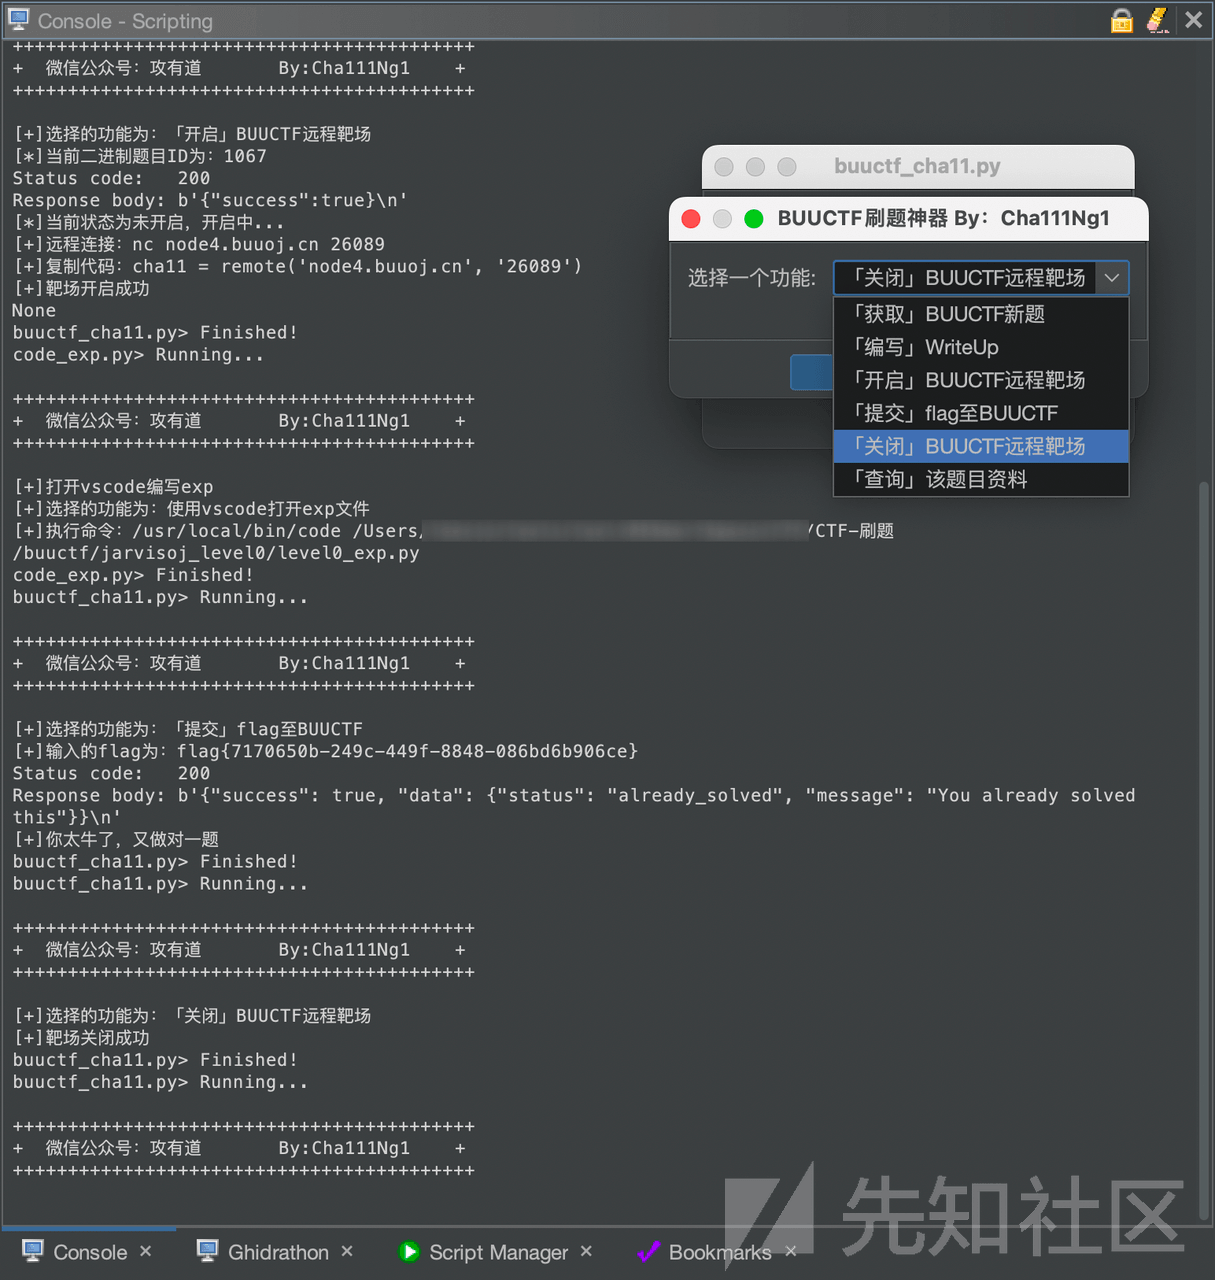 Console - Scripting
++++++++++++++++++++++++++++++++++++++++++
+ 微信公众号：攻有道 By:Cha111Ng1 +
++++++++++++++++++++++++++++++++++++++++++
[+]选择的功能为：「开启」BUUCTF远程靶场
[*]当前二进制题目ID为：1067
Status code: 200
Response body: b'{"success":true}\n'
[*]当前状态为未开启，开启中...
[+]远程连接：nc node4.buuoj.cn 26089
[+]复制代码：cha11 = remote('node4.buuoj.cn', '26089')
[+]靶场开启成功
None
buuctf_cha11.py> Finished!
code_exp.py> Running...
++++++++++++++++++++++++++++++++++++++++++
+ 微信公众号：攻有道 By:Cha111Ng1 +
++++++++++++++++++++++++++++++++++++++++++
[+]打开vscode编写exp
[+]选择的功能为：使用vscode打开exp文件
[+]执行命令：/usr/local/bin/code /Users/ /CTF-刷题
/buuctf/jarvisoj_level0/level0_exp.py
code_exp.py> Finished!
buuctf_cha11.py> Running...
++++++++++++++++++++++++++++++++++++++++++
+ 微信公众号：攻有道 By:Cha111Ng1 +
++++++++++++++++++++++++++++++++++++++++++
[+]选择的功能为：「提交」flag至BUUCTF
[+]输入的flag为：flag{7170650b-249c-449f-8848-086bd6b906ce}
Status code: 200
Response body: b'{"success": true, "data": {"status": "already_solved", "message": "You already solved
this"}}\n'
[+]你太牛了，又做对一题
buuctf_cha11.py> Finished!
buuctf_cha11.py> Running...
++++++++++++++++++++++++++++++++++++++++++
+ 微信公众号：攻有道 By:Cha111Ng1 +
++++++++++++++++++++++++++++++++++++++++++
[+]选择的功能为：「关闭」BUUCTF远程靶场
[+]靶场关闭成功
buuctf_cha11.py> Finished!
buuctf_cha11.py> Running...
++++++++++++++++++++++++++++++++++++++++++
+ 微信公众号：攻有道 By:Cha111Ng1 +
++++++++++++++++++++++++++++++++++++++++++
buuctf_cha11.py
BUUCTF刷题神器 By：Cha111Ng1
选择一个功能:
「关闭」BUUCTF远程靶场
「获取」BUUCTF新题
「编写」WriteUp
「开启」BUUCTF远程靶场
「提交」flag至BUUCTF
「关闭」BUUCTF远程靶场
「查询」该题目资料
先知社区
Console
Ghidrathon
Script Manager
Bookmarks